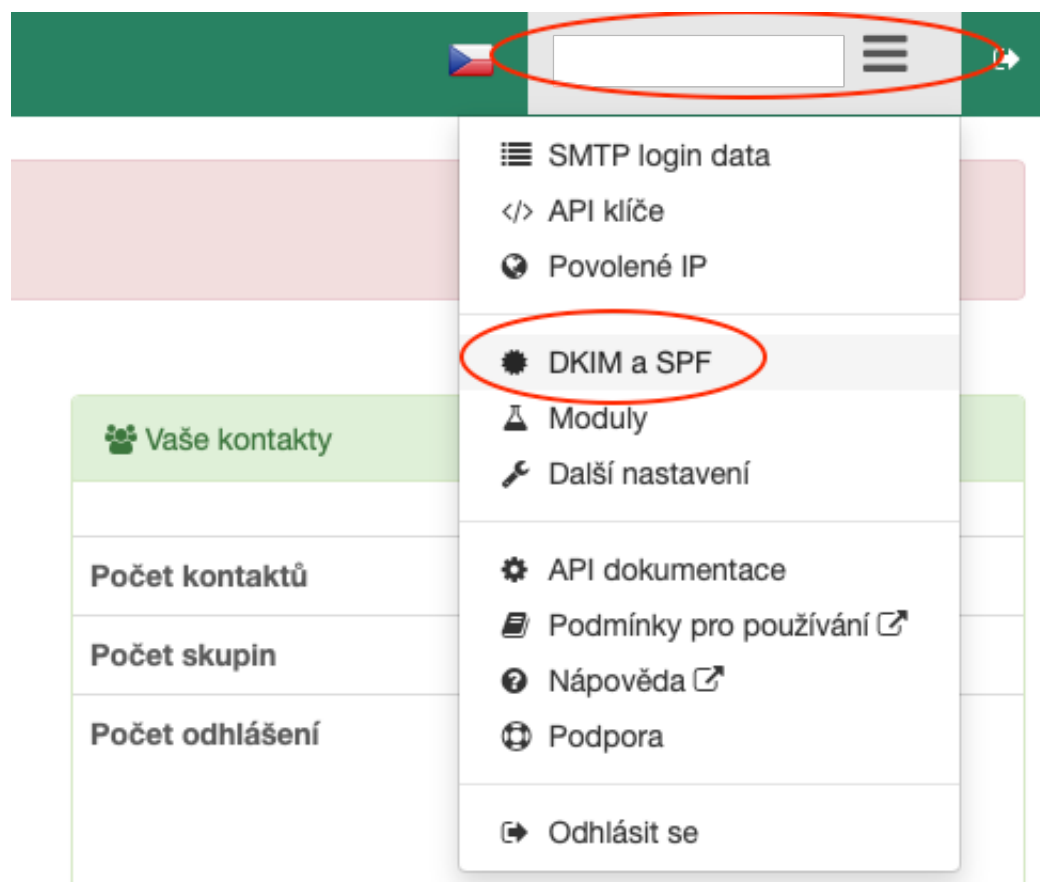 SMTP login data
API klíče
Povolené IP
DKIM a SPF
Moduly
Další nastavení
API dokumentace
Podmínky pro používání
Nápověda
Podpora
Odhlásit se
Vaše kontakty
Počet kontaktů
Počet skupin
Počet odhlášení